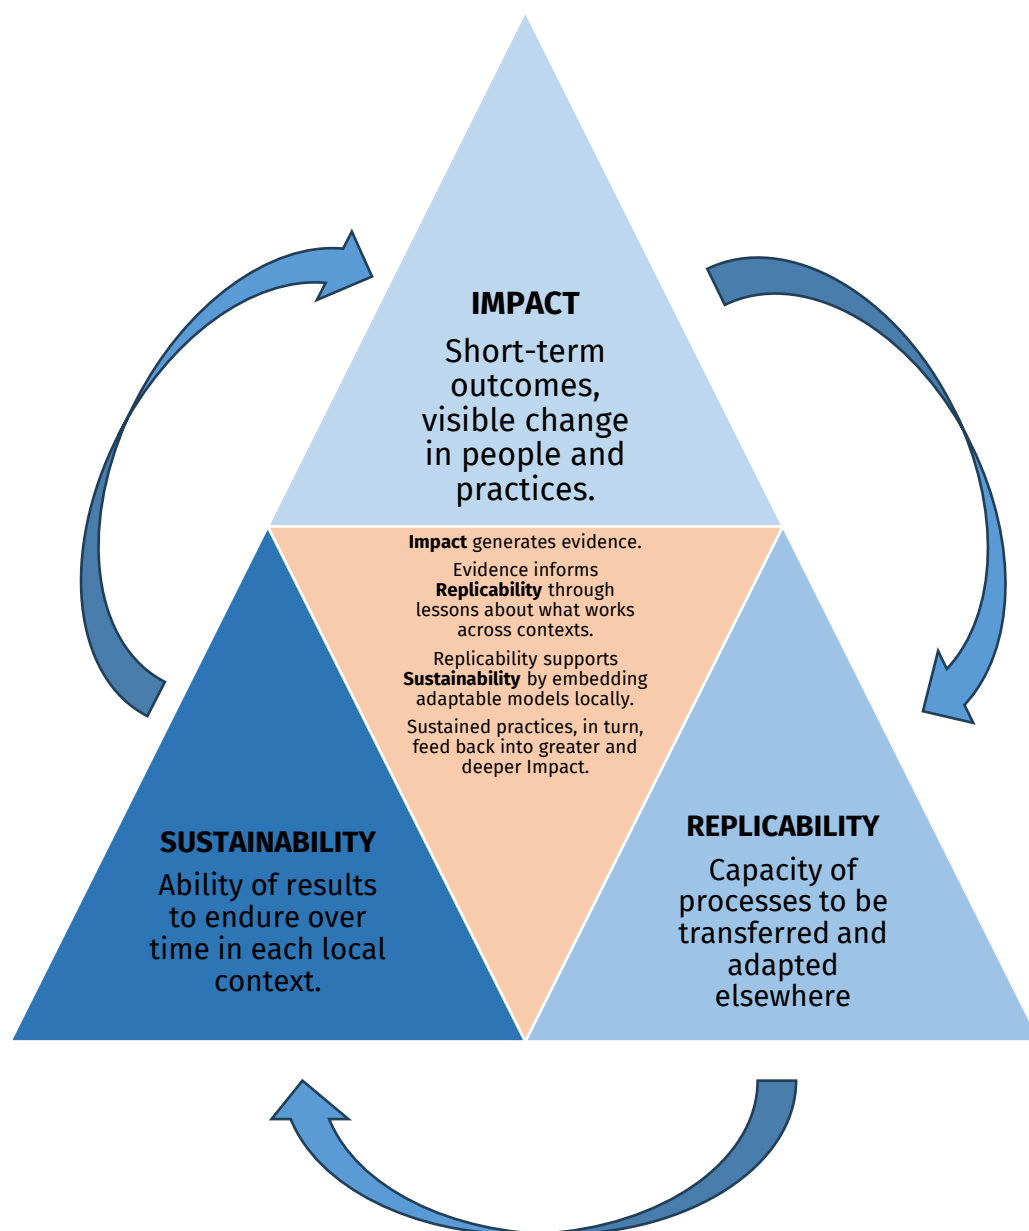 IMPACT
Short-term
outcomes,
visible change
in people and
practices.
Impact generates evidence.
Evidence informs
Replicability through
lessons about what works
across contexts.
Replicability supports
Sustainability by embedding
adaptable models locally.
Sustained practices, in turn,
feed back into greater and
deeper Impact.
SUSTAINABILITY
Ability of results
to endure over
time in each local
context.
REPLICABILITY
Capacity of
processes to be
transferred and
adapted
elsewhere